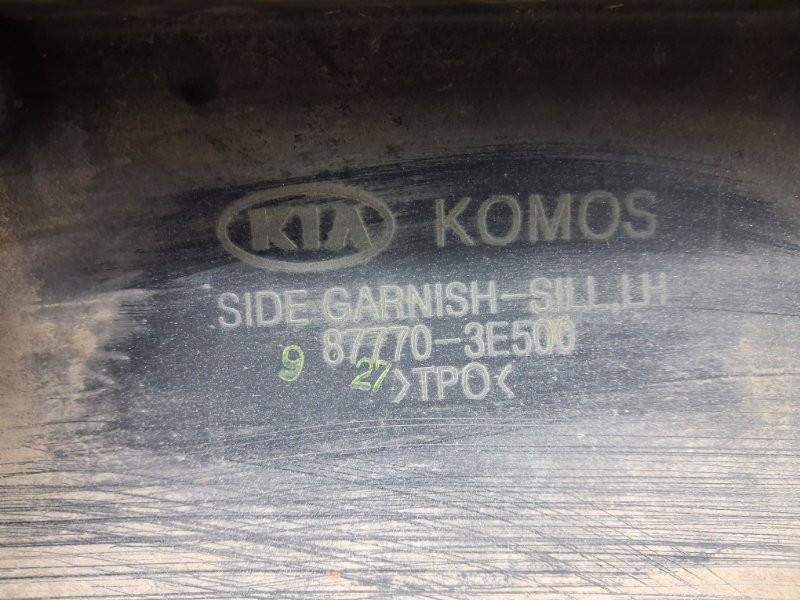 KIA KOMOS
SIDE GARNISH-SILL,LH
87770-3E500
9 27 >TPO<